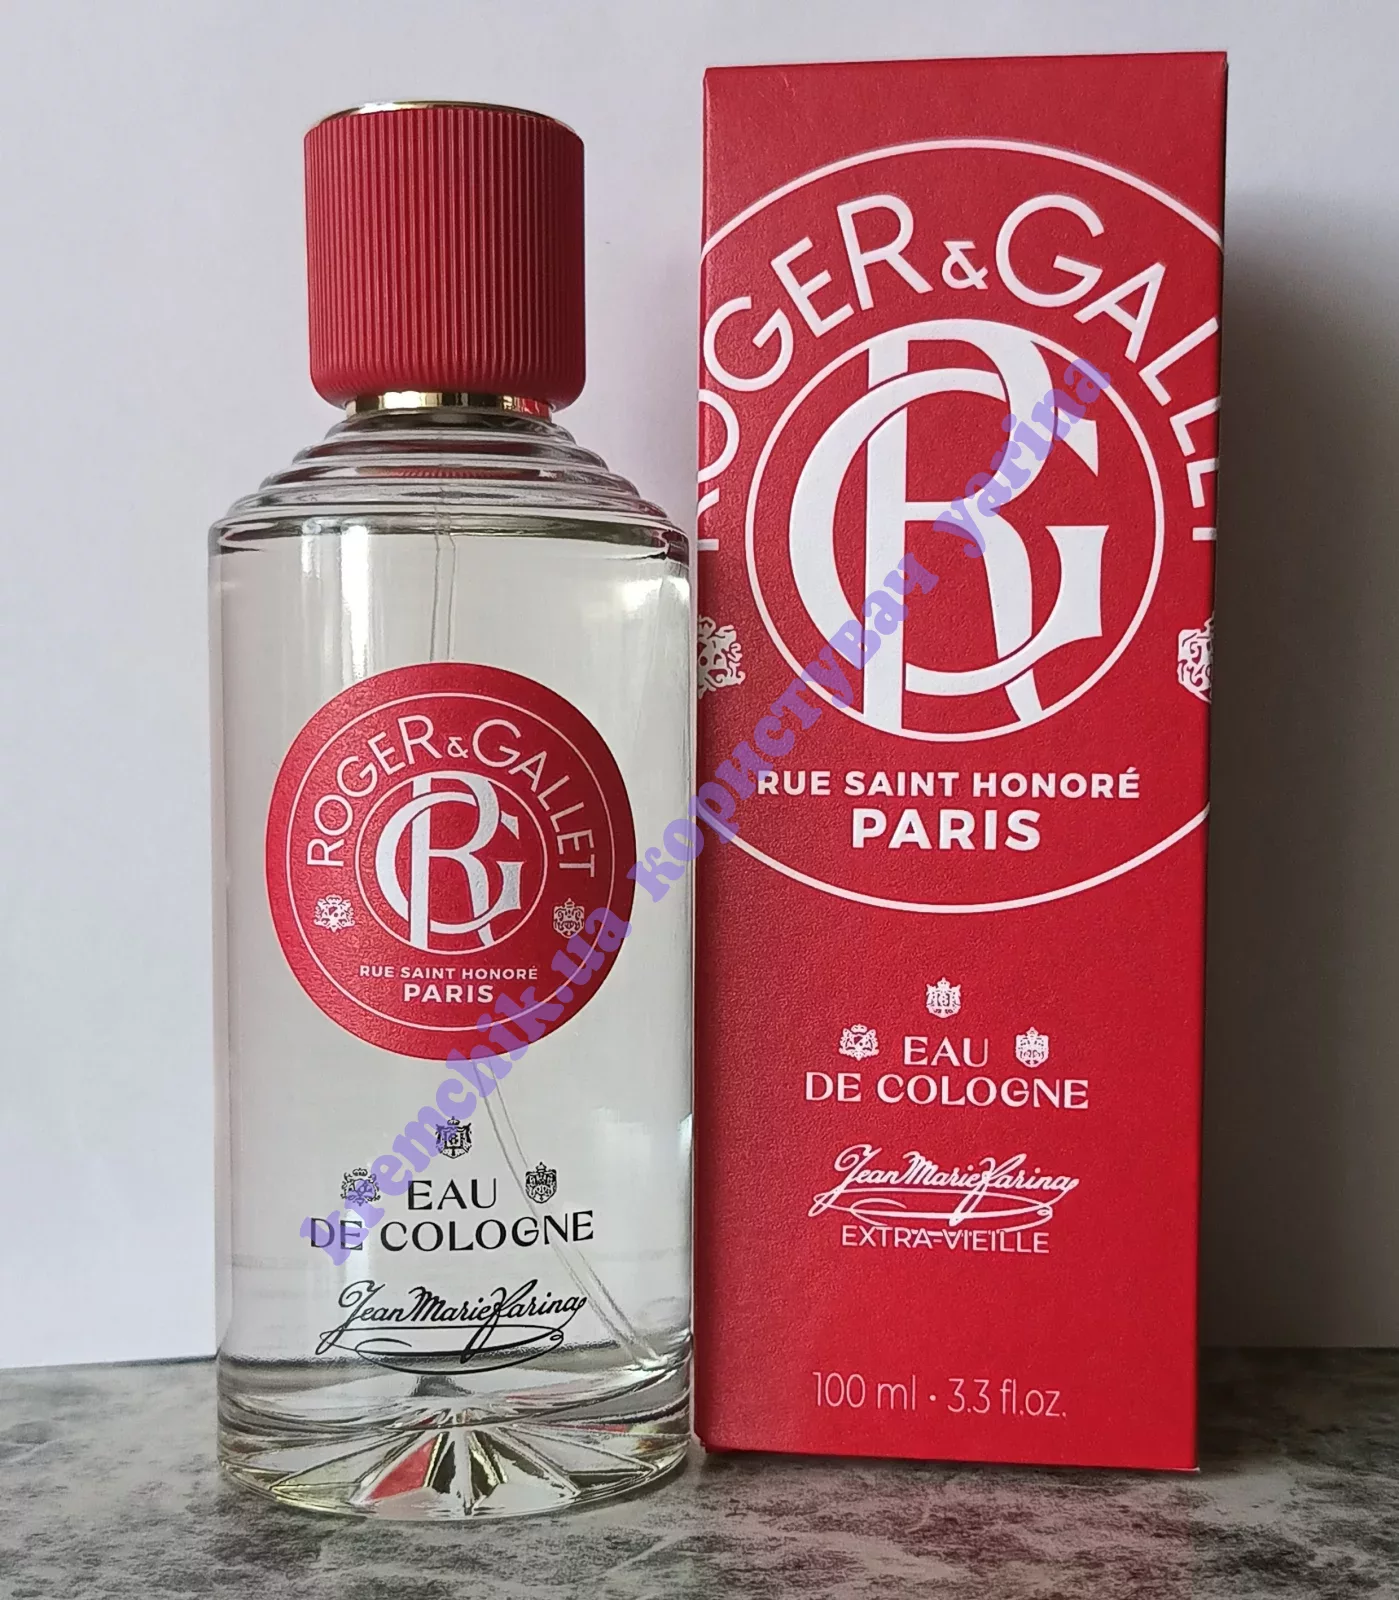 ROGER & GALLET
RG
RUE SAINT HONORÉ
PARIS
EAU
DE COLOGNE
Jean Marie Farina
ROGER & GALLET
RG
RUE SAINT HONORÉ
PARIS
EAU
DE COLOGNE
Jean Marie Farina
EXTRA-VIEILLE
100 ml • 3.3 fl.oz.
kremchik.ua користувач yarina